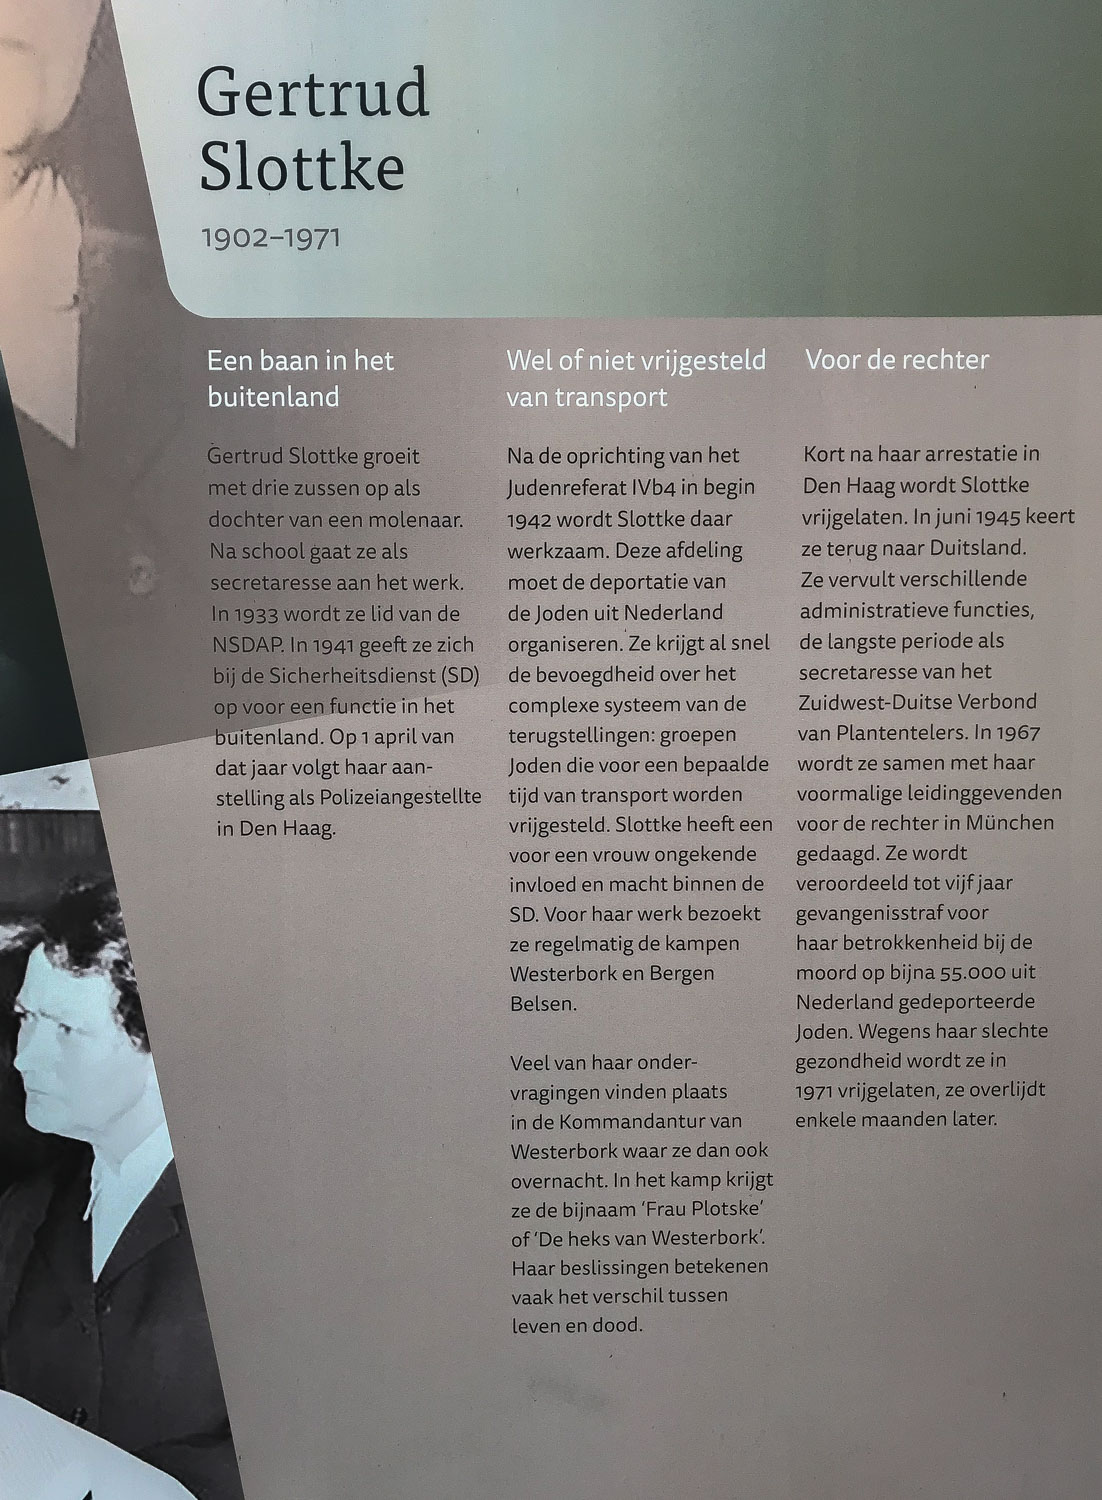 Gertrud
Slottke
1902–1971
Een baan in het
buitenland
Gertrud Slottke groeit
met drie zussen op als
dochter van een molenaar.
Na school gaat ze als
secretaresse aan het werk.
In 1933 wordt ze lid van de
NSDAP. In 1941 geeft ze zich
bij de Sicherheitsdienst (SD)
op voor een functie in het
buitenland. Op 1 april van
dat jaar volgt haar aan-
stelling als Polizeiangestellte
in Den Haag.
Wel of niet vrijgesteld
van transport
Na de oprichting van het
Judenreferat IVb4 in begin
1942 wordt Slottke daar
werkzaam. Deze afdeling
moet de deportatie van
de Joden uit Nederland
organiseren. Ze krijgt al snel
de bevoegdheid over het
complexe systeem van de
terugstellingen: groepen
Joden die voor een bepaalde
tijd van transport worden
vrijgesteld. Slottke heeft een
voor een vrouw ongekende
invloed en macht binnen de
SD. Voor haar werk bezoekt
ze regelmatig de kampen
Westerbork en Bergen
Belsen.
Veel van haar onder-
vragingen vinden plaats
in de Kommandantur van
Westerbork waar ze dan ook
overnacht. In het kamp krijgt
ze de bijnaam ‘Frau Plotske’
of ‘De heks van Westerbork’.
Haar beslissingen betekenen
vaak het verschil tussen
leven en dood.
Voor de rechter
Kort na haar arrestatie in
Den Haag wordt Slottke
vrijgelaten. In juni 1945 keert
ze terug naar Duitsland.
Ze vervult verschillende
administratieve functies,
de langste periode als
secretaresse van het
Zuidwest-Duitse Verbond
van Plantentelers. In 1967
wordt ze samen met haar
voormalige leidinggevenden
voor de rechter in München
gedaagd. Ze wordt
veroordeeld tot vijf jaar
gevangenisstraf voor
haar betrokkenheid bij de
moord op bijna 55.000 uit
Nederland gedeporteerde
Joden. Wegens haar slechte
gezondheid wordt ze in
1971 vrijgelaten, ze overlijdt
enkele maanden later.